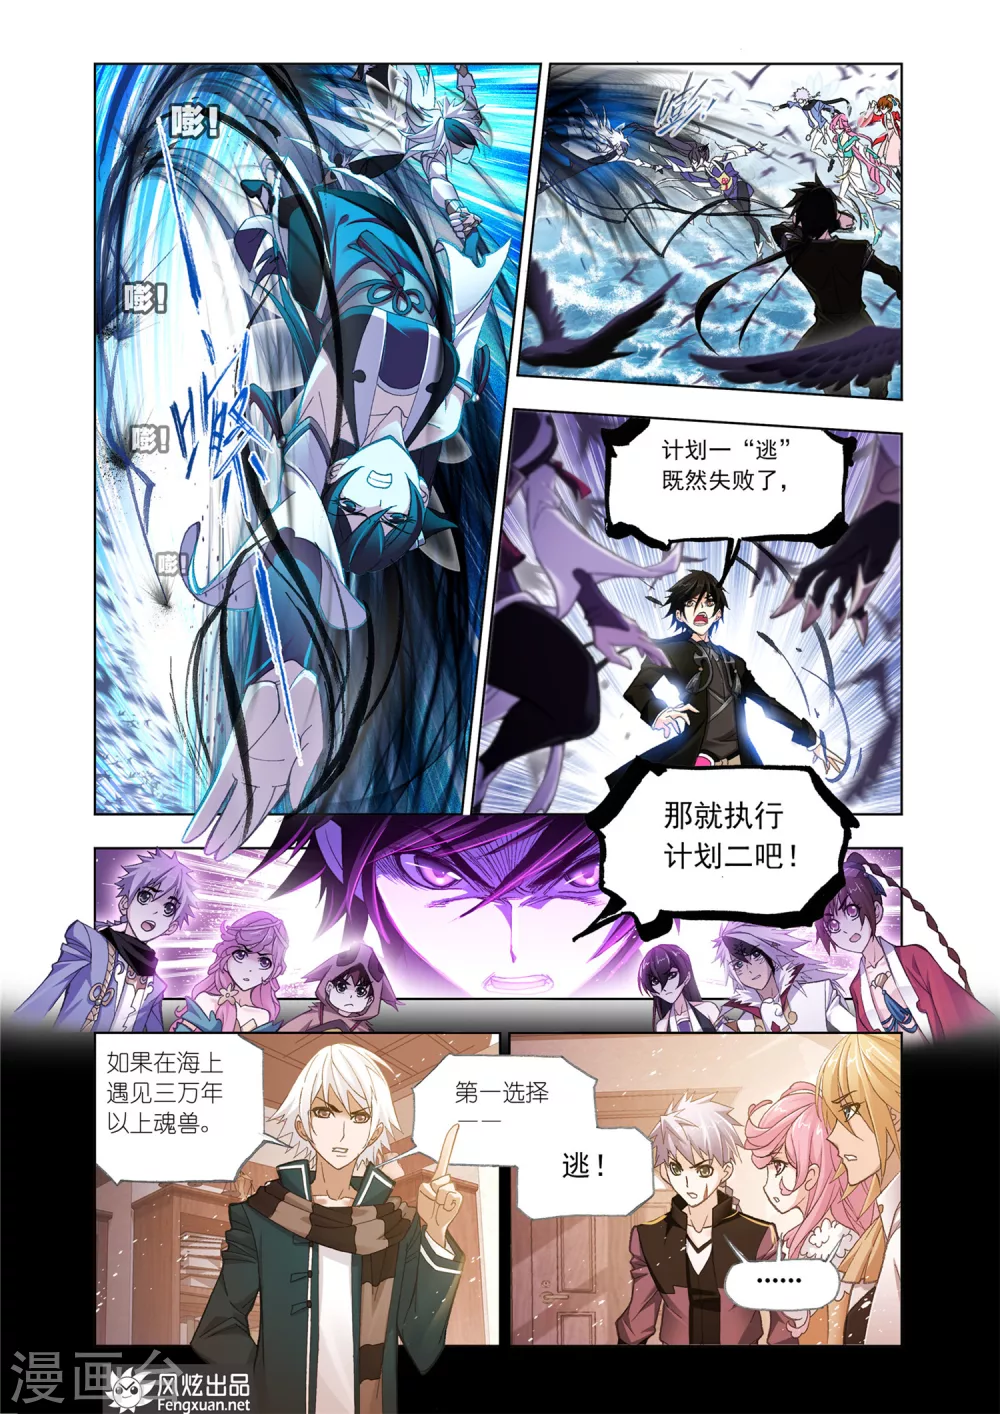 嘭！
嘭！
嘭！
嘭！
计划一“逃”
既然失败了，
那就执行
计划二吧！
如果在海上
遇见三万年
以上魂兽。
第一选择
——
逃！
……
漫画台
风炫出品
Fengxuan.net